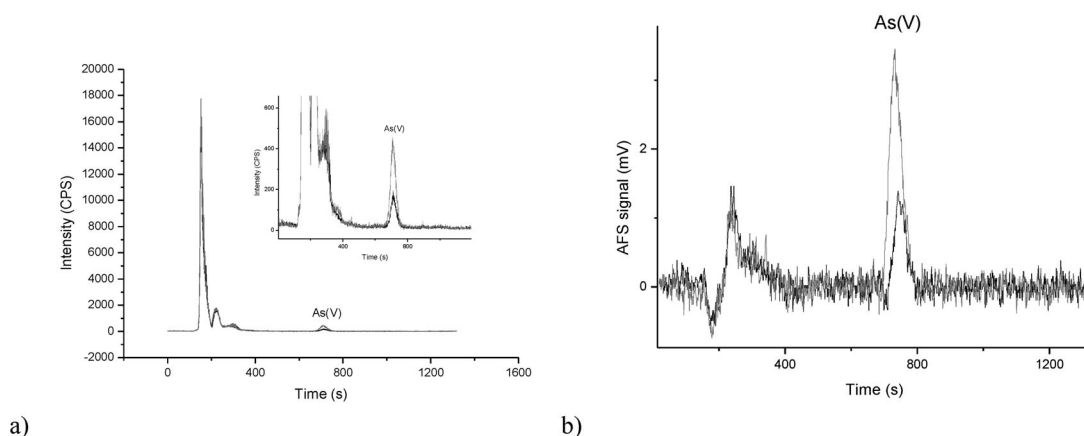 20000
18000
16000
14000
12000
10000
8000
6000
4000
2000
0
-2000
Intensity (CPS)
0 400 800 1200 1600
Time (s)
As(V)
600
400
200
0
Intensity (CPS)
400 800
Time (s)
As(V)
a)
As(V)
2
0
AFS signal (mV)
400 800 1200
Time (s)
b)